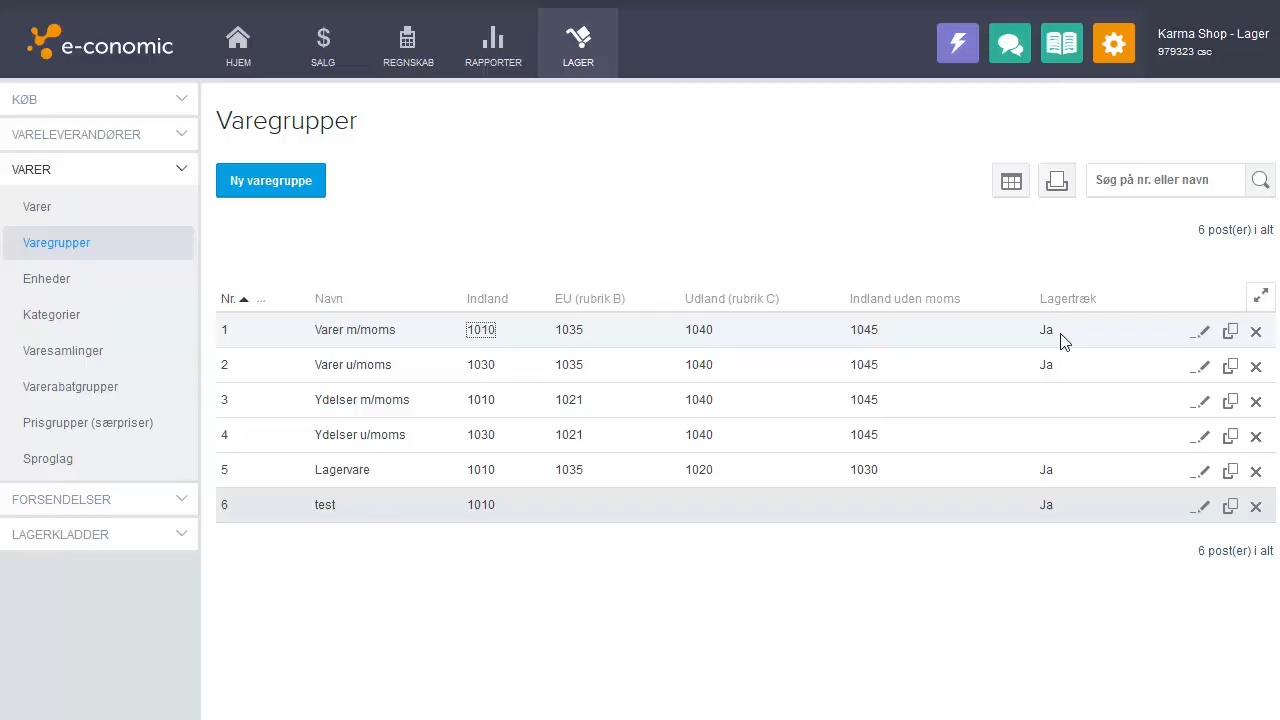 e-conomic
HJEM
SALG
REGNSKAB
RAPPORTER
LAGER
Karma Shop - Lager
979323 csc
KØB
VARELEVERANDØRER
VARER
Varer
Varegrupper
Enheder
Kategorier
Varesamlinger
Varerabatgrupper
Prisgrupper (særpriser)
Sproglag
FORSENDELSER
LAGERKLADDER
Varegrupper
Ny varegruppe
Søg på nr. eller navn
6 post(er) i alt
Nr. ... Navn Indland EU (rubrik B) Udland (rubrik C) Indland uden moms Lagertræk
1 Varer m/moms 1010 1035 1040 1045 Ja
2 Varer u/moms 1030 1035 1040 1045 Ja
3 Ydelser m/moms 1010 1021 1040 1045
4 Ydelser u/moms 1030 1021 1040 1045
5 Lagervare 1010 1035 1020 1030 Ja
6 test 1010 Ja
6 post(er) i alt